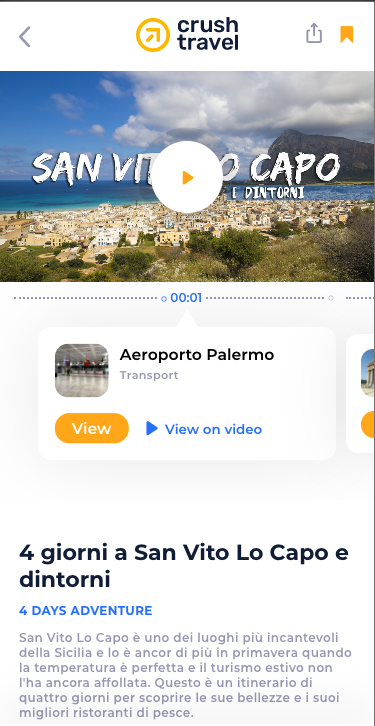 crush
travel
SAN VITO LO CAPO
E DINTORNI
00:01
Aeroporto Palermo
Transport
View
View on video
4 giorni a San Vito Lo Capo e
dintorni
4 DAYS ADVENTURE
San Vito Lo Capo è uno dei luoghi più incantevoli
della Sicilia e lo è ancor di più in primavera quando
la temperatura è perfetta e il turismo estivo non
l'ha ancora affollata. Questo è un itinerario di
quattro giorni per scoprire le sue bellezze e i suoi
migliori ristoranti di pesce.